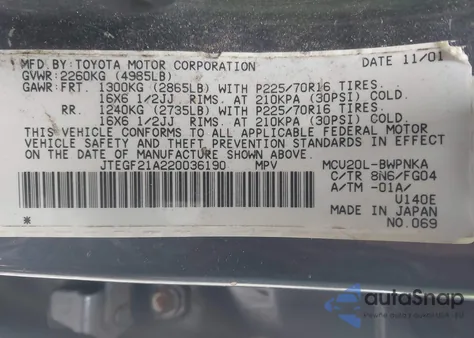 MFD.BY:TOYOTA MOTOR CORPORATION DATE 11/01
GVWR:2260KG (4985LB)
GAWR:FRT. 1300KG (2865LB) WITH P225/70R16 TIRES.
16X6 1/2JJ RIMS. AT 210KPA (30PSI) COLD.
RR. 1240KG (2735LB) WITH P225/70R16 TIRES.
16X6 1/2JJ RIMS. AT 210KPA (30PSI) COLD.
THIS VEHICLE CONFORMS TO ALL APPLICABLE FEDERAL MOTOR
VEHICLE SAFETY, BUMPER, AND THEFT
PREVENTION STANDARDS IN EFFECT ON
THE DATE OF MANUFACTURE SHOWN ABOVE.
JTEGF21A220036190 MPV MCU20L-BWPNKA
C/TR 8N6/FG04
A/TM -01A/
U140E
MADE IN JAPAN
NO.069
*
autoSnap